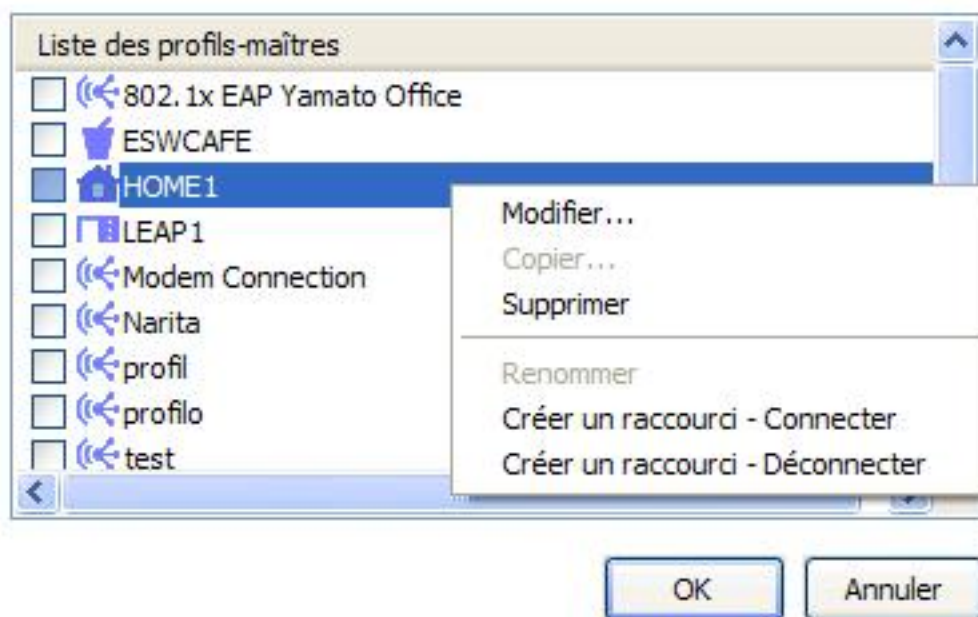 Liste des profils-maîtres
802.1x EAP Yamato Office
ESWCAFE
HOME1
LEAP1
Modem Connection
Narita
profil
profilo
test
Modifier...
Copier...
Supprimer
Renommer
Créer un raccourci - Connecter
Créer un raccourci - Déconnecter
OK
Annuler